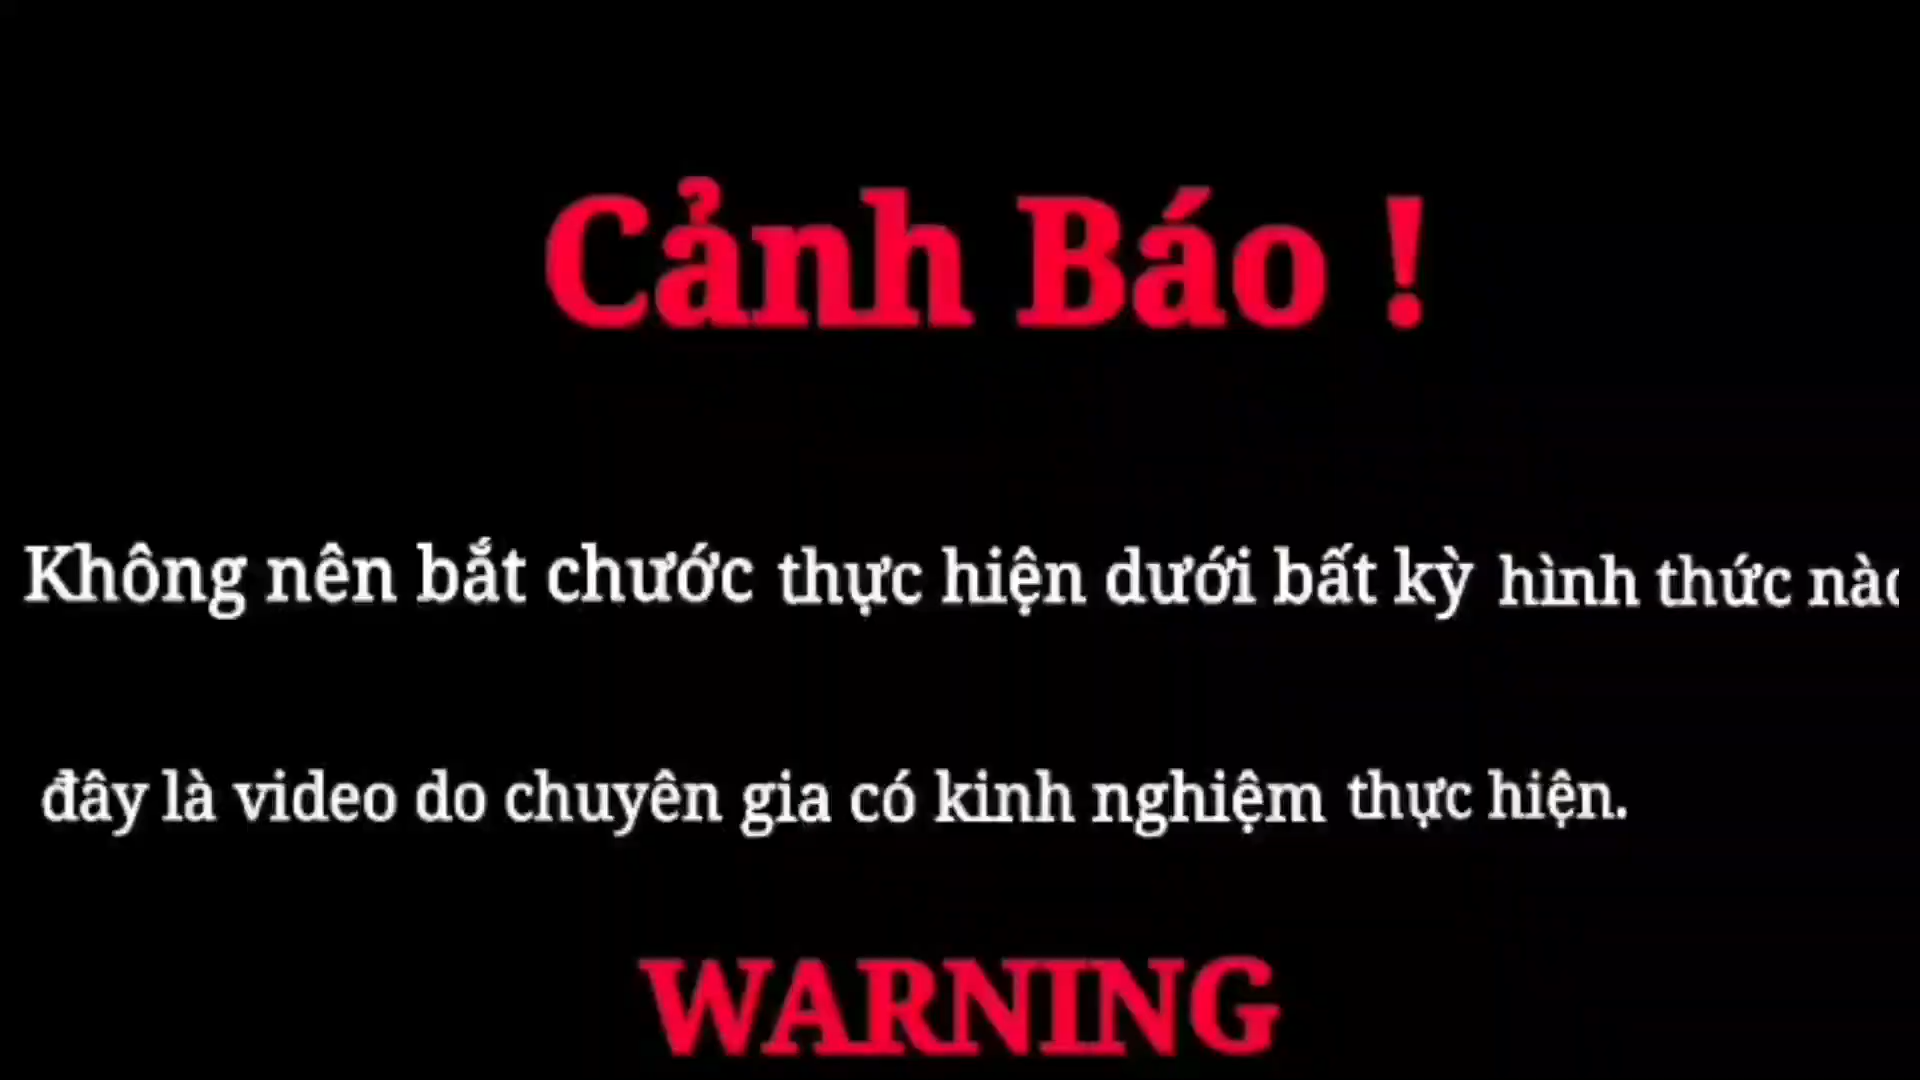 Cảnh Báo !
Không nên bắt chước thực hiện dưới bất kỳ hình thức
đây là video do chuyên gia có kinh nghiệm thực hiện.
WARNING